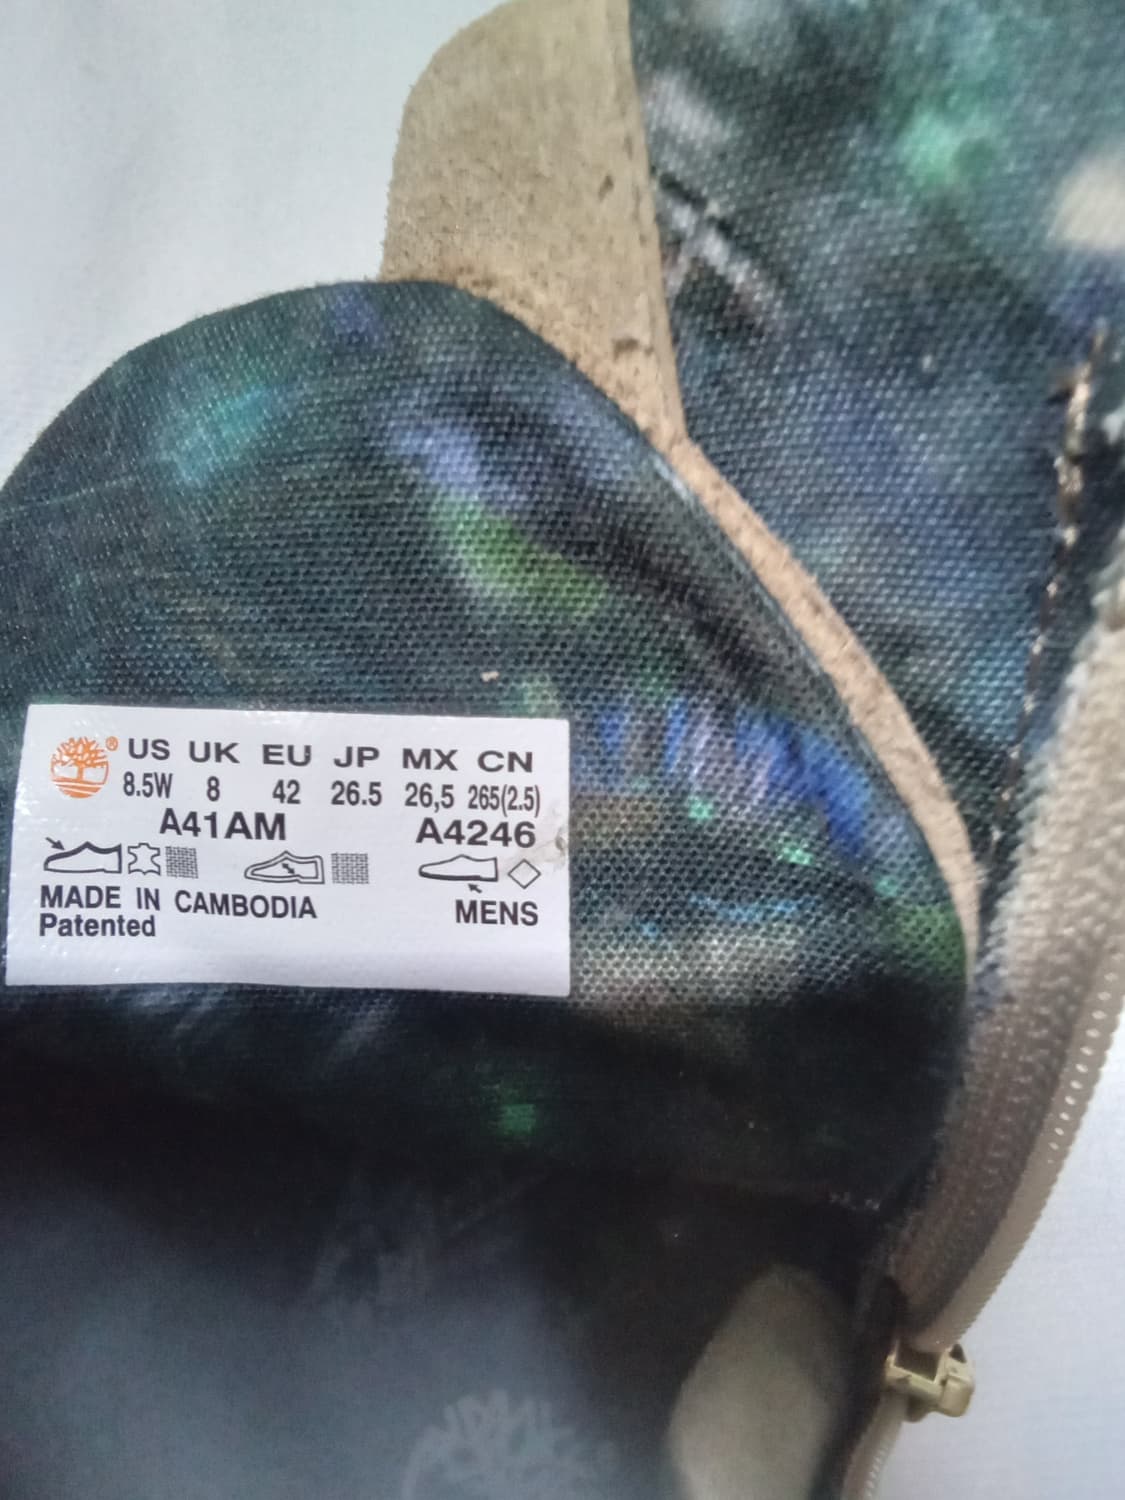 ® US UK EU JP MX CN
8.5W 8 42 26.5 26,5 265(2.5)
A41AM A4246
MADE IN CAMBODIA
Patented MENS